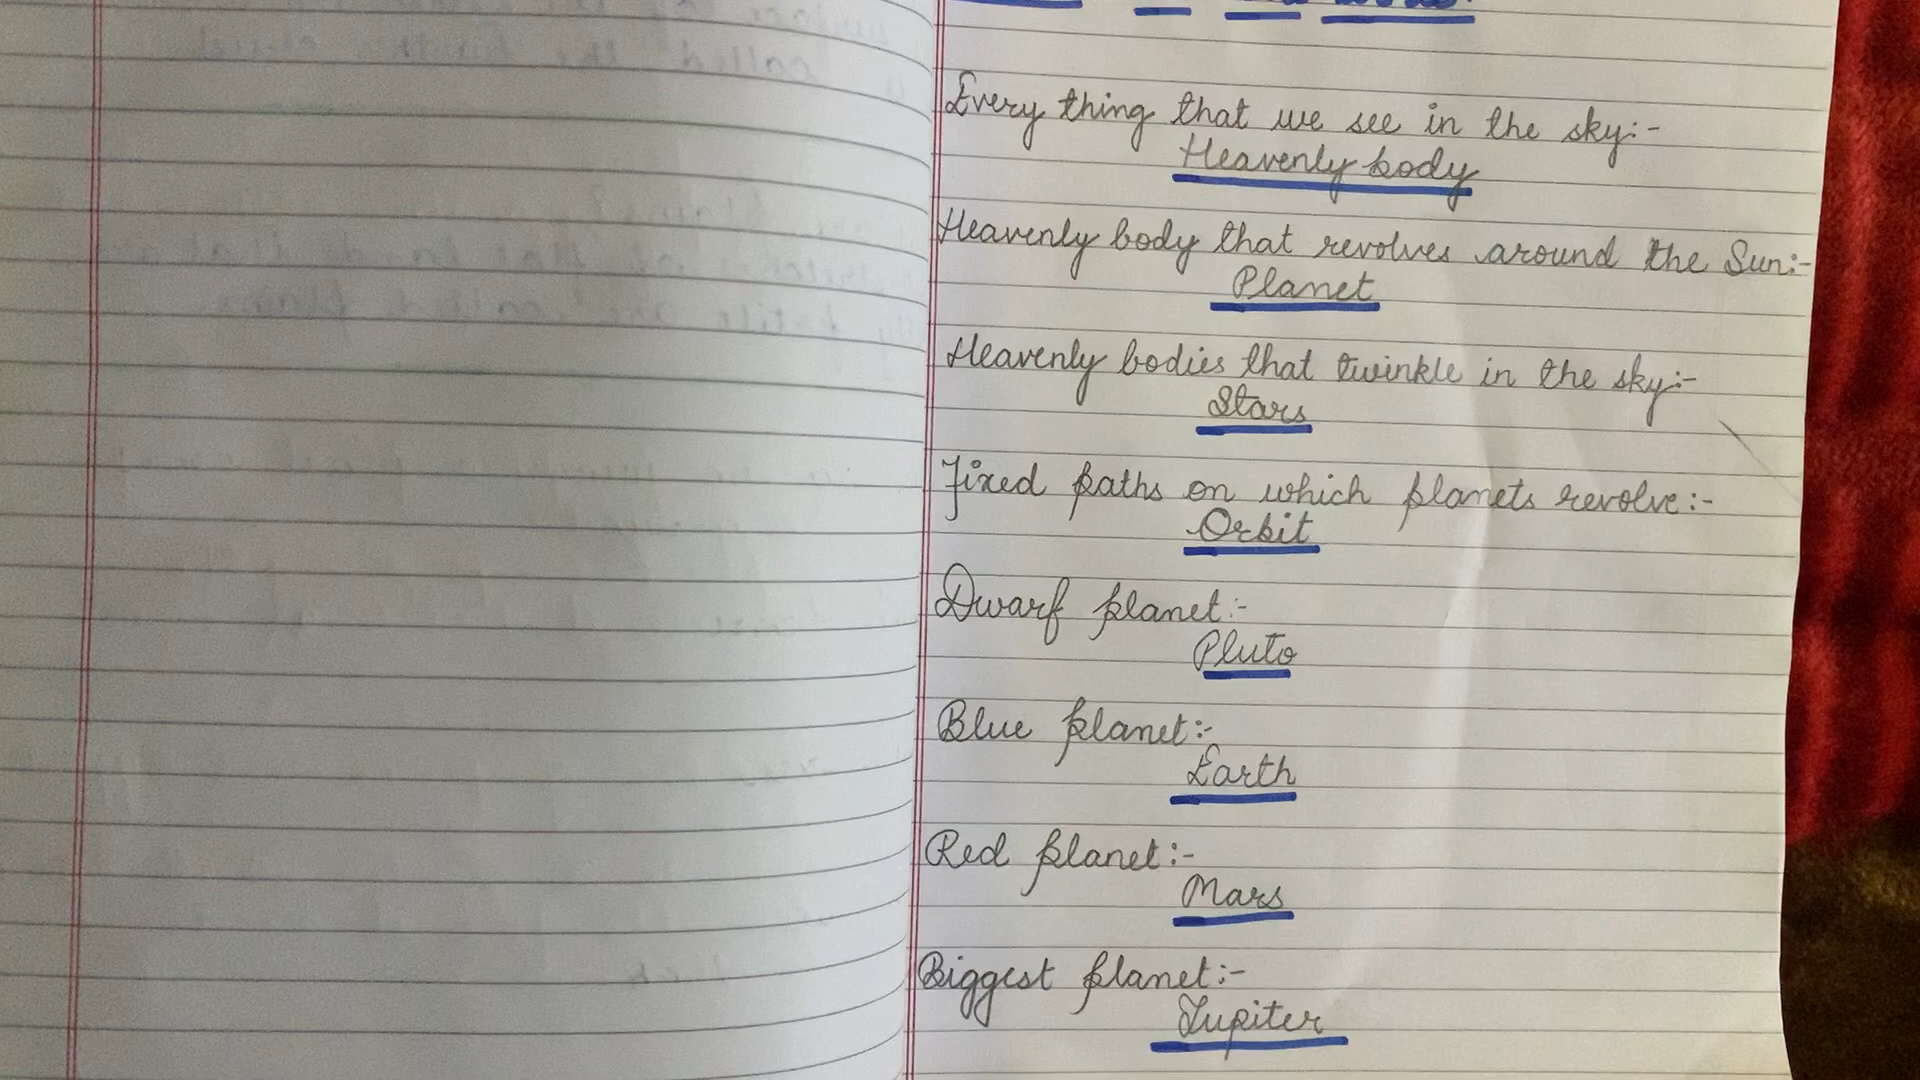 Every thing that we see in the sky:-
Heavenly body
Heavenly body that revolves around the Sun:-
Planet
Heavenly bodies that twinkle in the sky:-
Stars
Fixed paths on which planets revolve:-
Orbit
Dwarf planet:-
Pluto
Blue planet:-
Earth
Red planet:-
Mars
Biggest planet:-
Jupiter